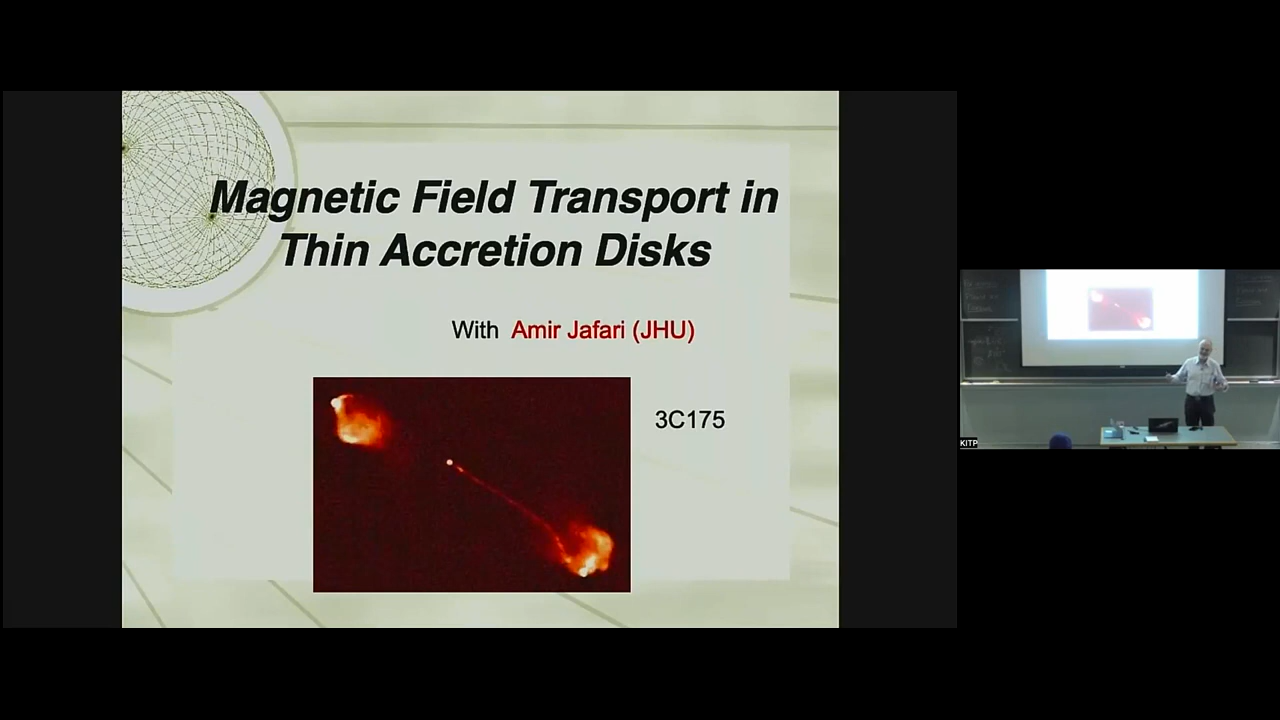 Magnetic Field Transport in
Thin Accretion Disks
With Amir Jafari (JHU)
3C175
KITP